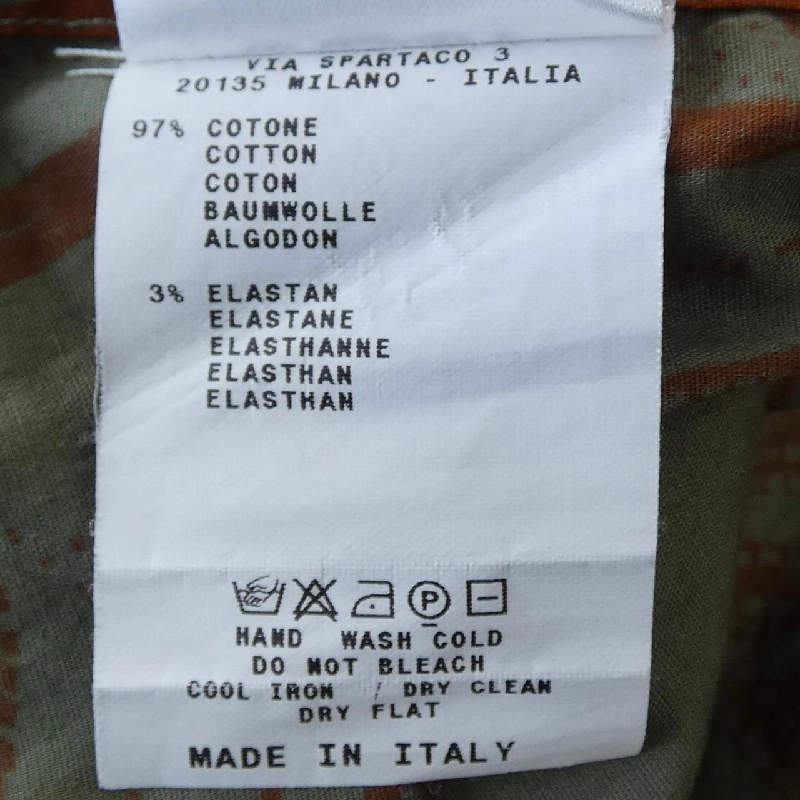 VIA SPARTACO 3
20135 MILANO - ITALIA
97% COTONE
COTTON
COTON
BAUMWOLLE
ALGODON
3% ELASTAN
ELASTANE
ELASTHANNE
ELASTHAN
ELASTHAN
P
HAND WASH COLD
DO NOT BLEACH
COOL IRON / DRY CLEAN
DRY FLAT
MADE IN ITALY